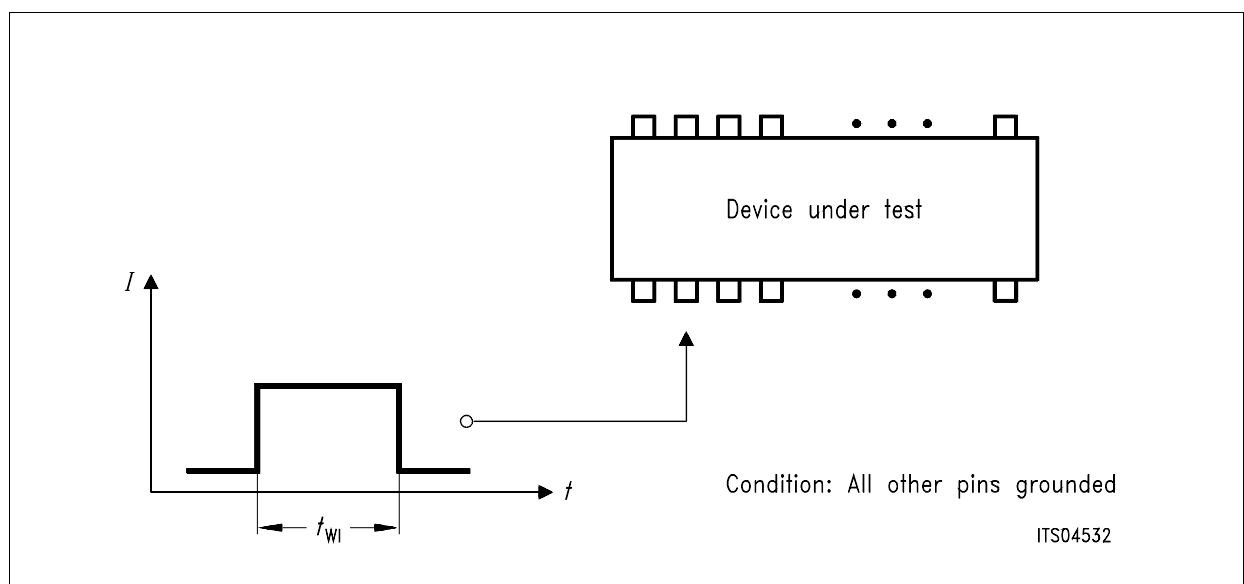 Device under test
I
t
tWI
Condition: All other pins grounded
ITS04532